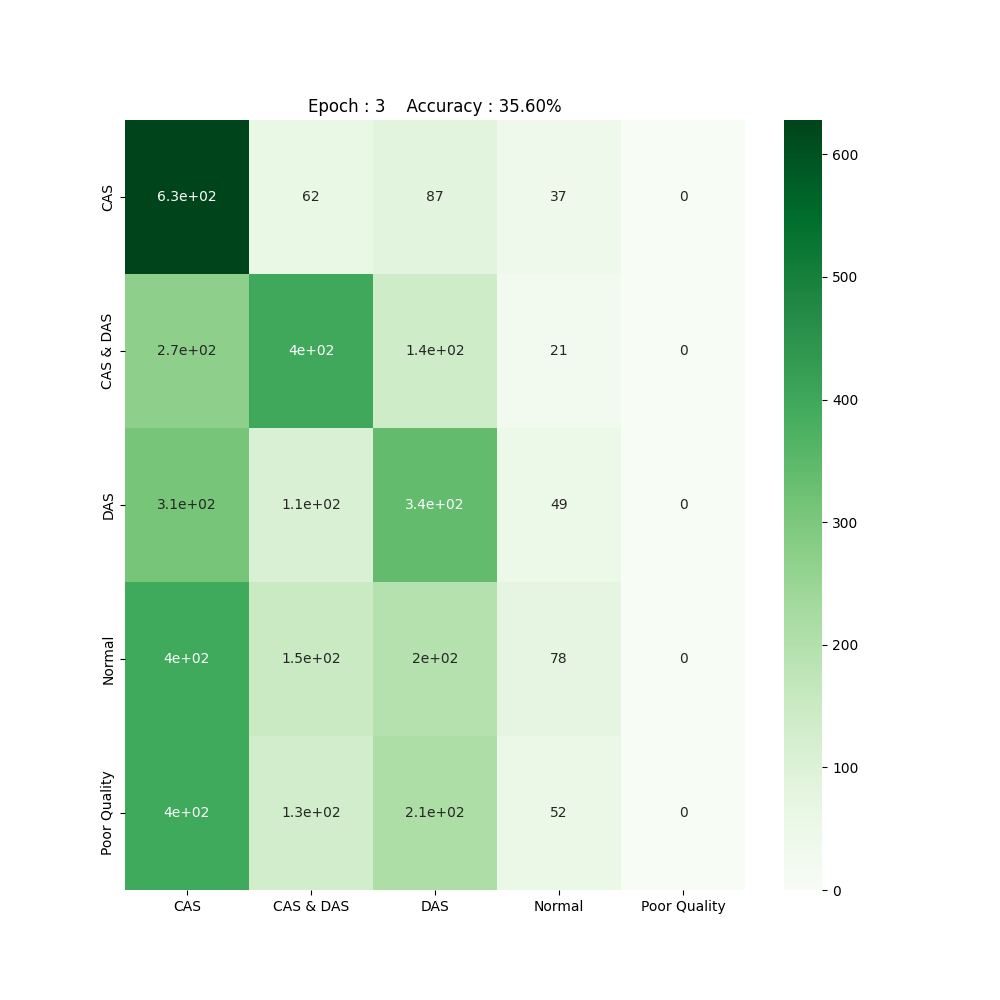 Epoch : 3    Accuracy : 35.60%
CAS 6.3e+02 62 87 37 0
CAS & DAS 2.7e+02 4e+02 1.4e+02 21 0
DAS 3.1e+02 1.1e+02 3.4e+02 49 0
Normal 4e+02 1.5e+02 2e+02 78 0
Poor Quality 4e+02 1.3e+02 2.1e+02 52 0
CAS CAS & DAS DAS Normal Poor Quality
600
500
400
300
200
100
0